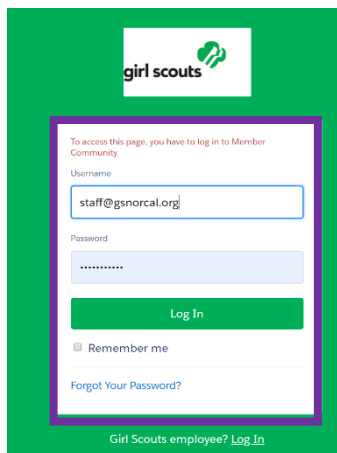 girl scouts
To access this page, you have to log in to Member
Community.
Username
staff@gsnorcal.org
Password
•••••••••••
Log In
Remember me
Forgot Your Password?
Girl Scouts employee? Log In